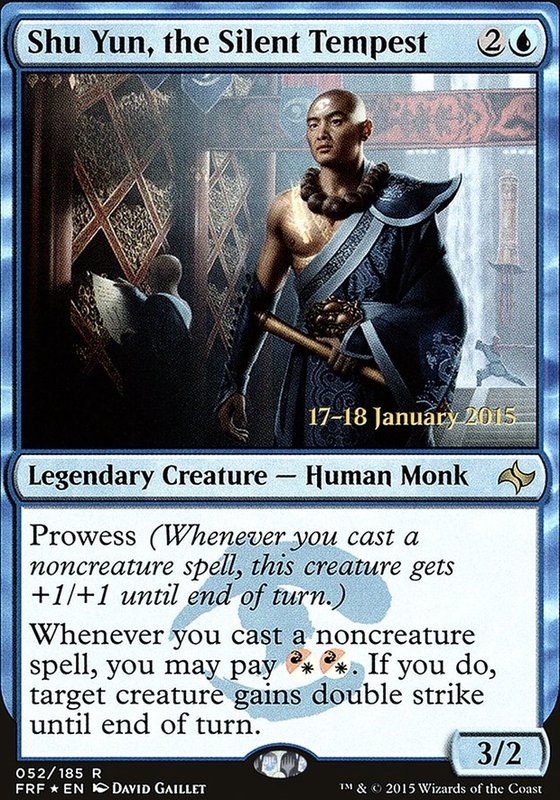 Shu Yun, the Silent Tempest 2
17–18 January 2015
Legendary Creature — Human Monk
Prowess (Whenever you cast a
noncreature spell, this creature gets
+1/+1 until end of turn.)
Whenever you cast a noncreature
spell, you may pay . If you do,
target creature gains double strike
until end of turn.
3/2
052/185 R
FRF ★ EN DAVID GAILLET
™ & © 2015 Wizards of the Coast